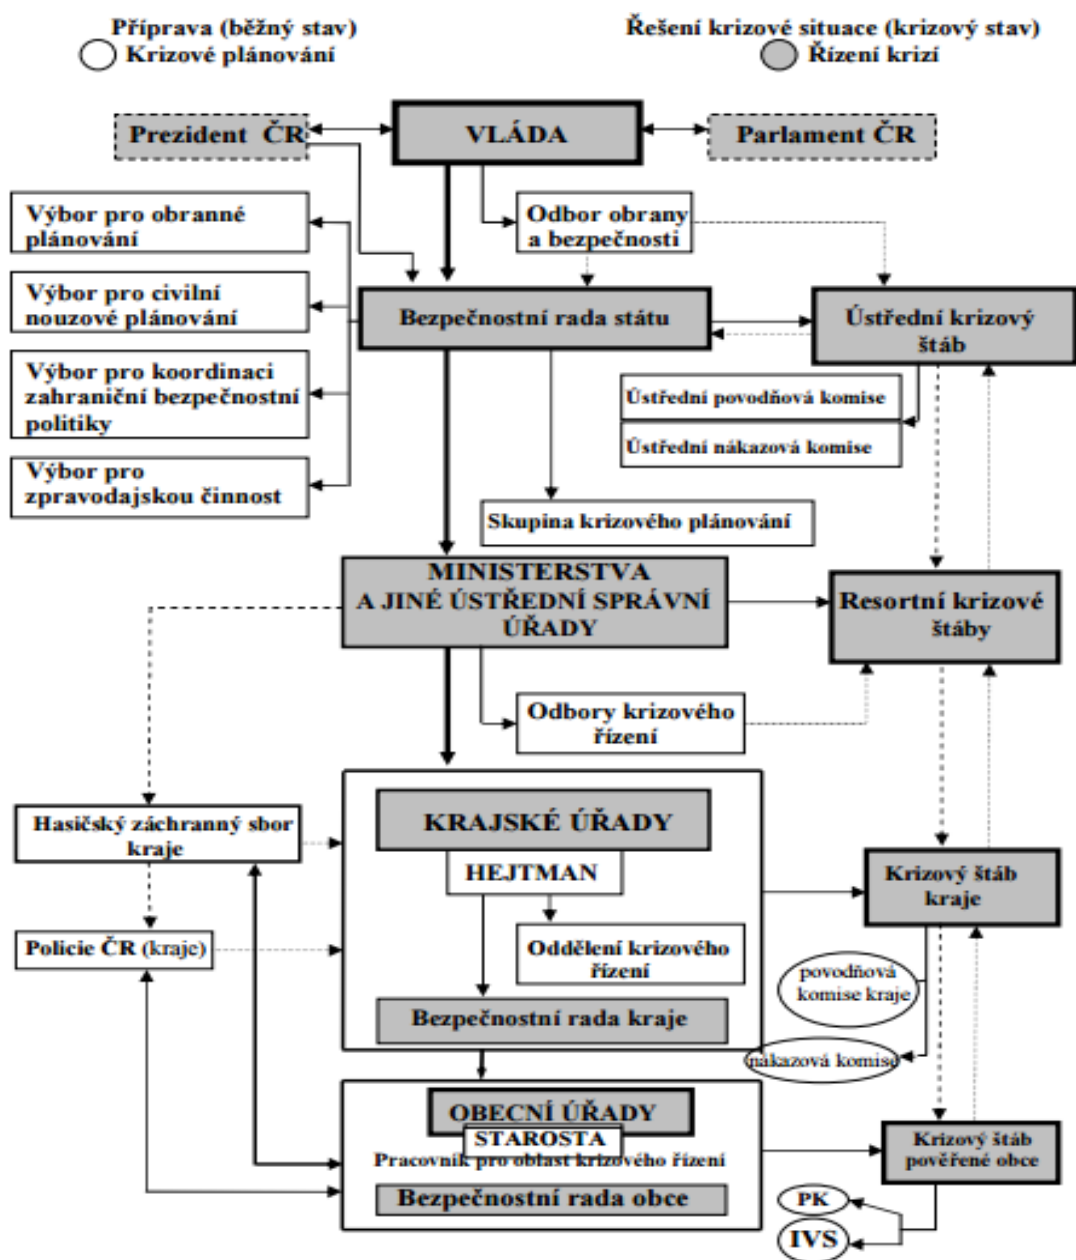 Příprava (běžný stav)
Krizové plánování
Řešení krizové situace (krizový stav)
Řízení krizí
Prezident ČR
VLÁDA
Parlament ČR
Výbor pro obranné
plánování
Odbor obrany
a bezpečnosti
Výbor pro civilní
nouzové plánování
Bezpečnostní rada státu
Ústřední krizový
štáb
Výbor pro koordinaci
zahraniční bezpečnostní
politiky
Ústřední povodňová komise
Ústřední nákazová komise
Výbor pro
zpravodajskou činnost
Skupina krizového plánování
MINISTERSTVA
A JINÉ ÚSTŘEDNÍ SPRÁVNÍ
ÚŘADY
Resortní krizové
štáby
Odbory krizového
řízení
Hasičský záchranný sbor
kraje
KRAJSKÉ ÚŘADY
HEJTMAN
Krizový štáb
kraje
Policie ČR (kraje)
Oddělení krizového
řízení
povodňová
komise kraje
Bezpečnostní rada kraje
nákazová komise
OBECNÍ ÚŘADY
STAROSTA
Pracovník pro oblast krizového řízení
Krizový štáb
pověřené obce
Bezpečnostní rada obce
PK
IVS